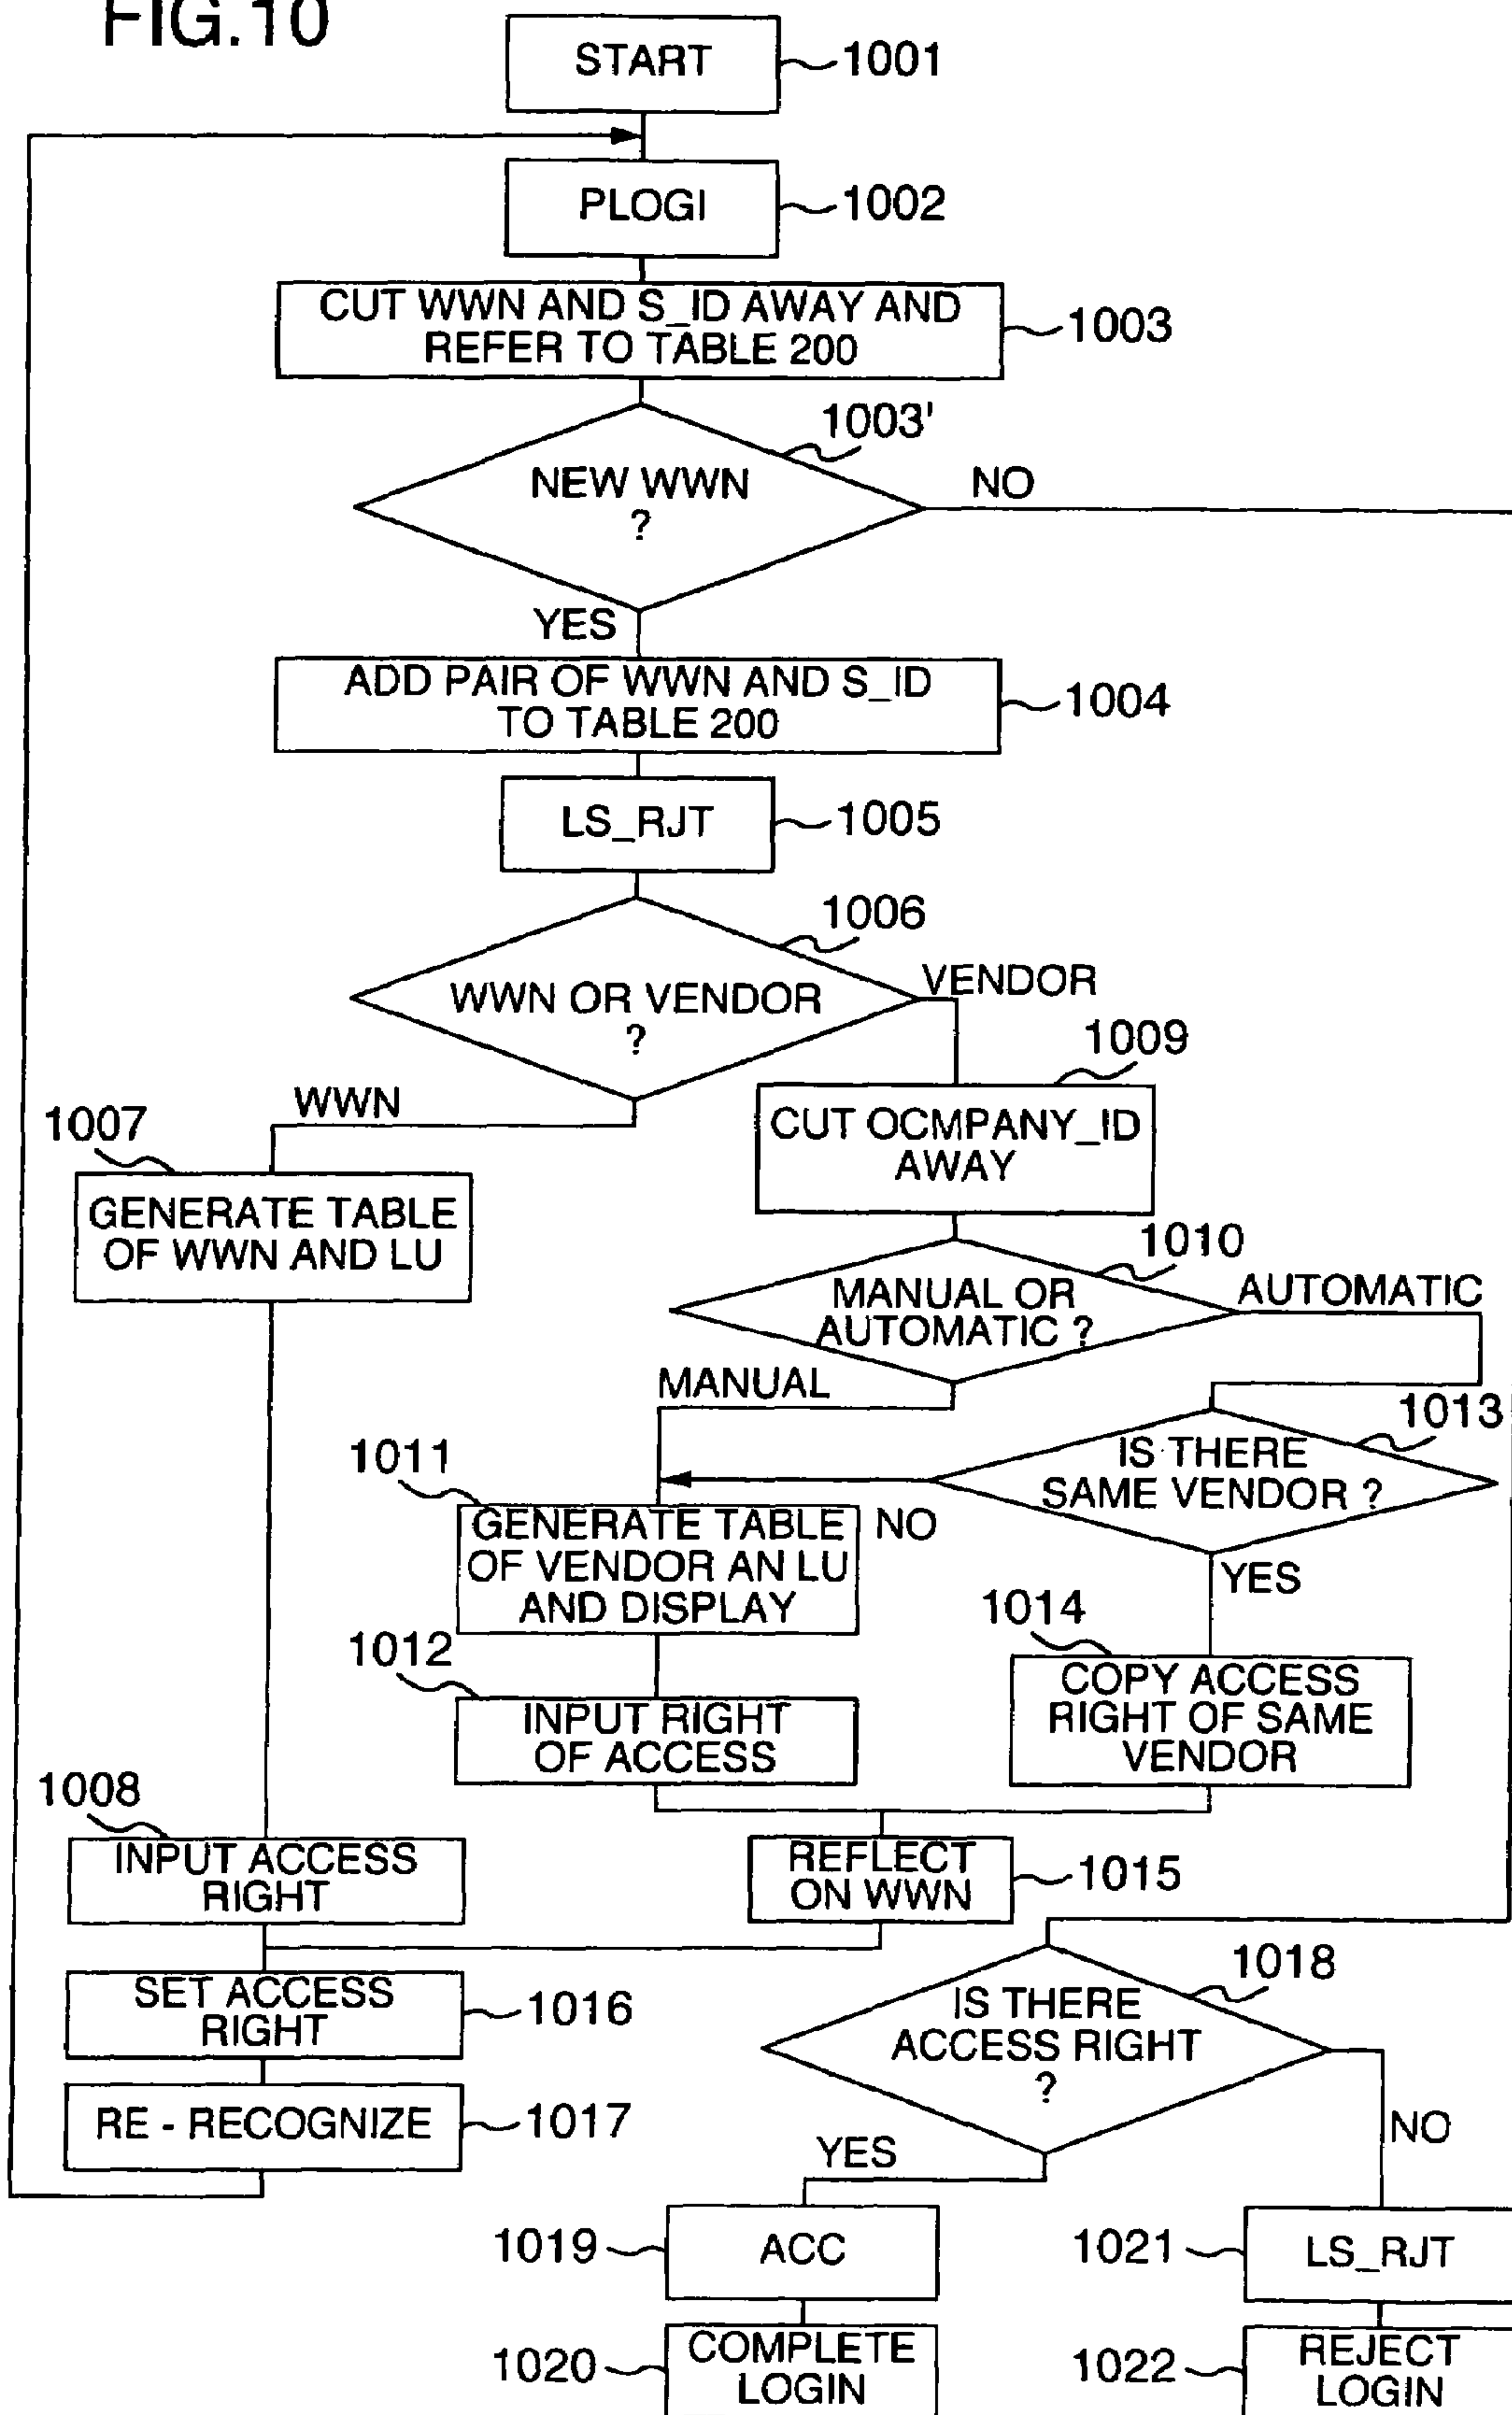 FIG.10
START
1001
PLOGI
1002
CUT WWN AND S_ID AWAY AND
REFER TO TABLE 200
1003
1003'
NEW WWN
?
NO
YES
ADD PAIR OF WWN AND S_ID
TO TABLE 200
1004
LS_RJT
1005
1006
WWN OR VENDOR
?
VENDOR
1009
WWN
1007
CUT OCMPANY_ID
AWAY
GENERATE TABLE
OF WWN AND LU
1010
MANUAL OR
AUTOMATIC ?
AUTOMATIC
MANUAL
1013
IS THERE
SAME VENDOR ?
1011
GENERATE TABLE
OF VENDOR AN LU
AND DISPLAY
NO
YES
1014
1012
COPY ACCESS
RIGHT OF SAME
VENDOR
INPUT RIGHT
OF ACCESS
1008
INPUT ACCESS
RIGHT
REFLECT
ON WWN
1015
1018
SET ACCESS
RIGHT
1016
IS THERE
ACCESS RIGHT
?
RE - RECOGNIZE
1017
YES
NO
1019
ACC
1021
LS_RJT
1020
COMPLETE
LOGIN
1022
REJECT
LOGIN